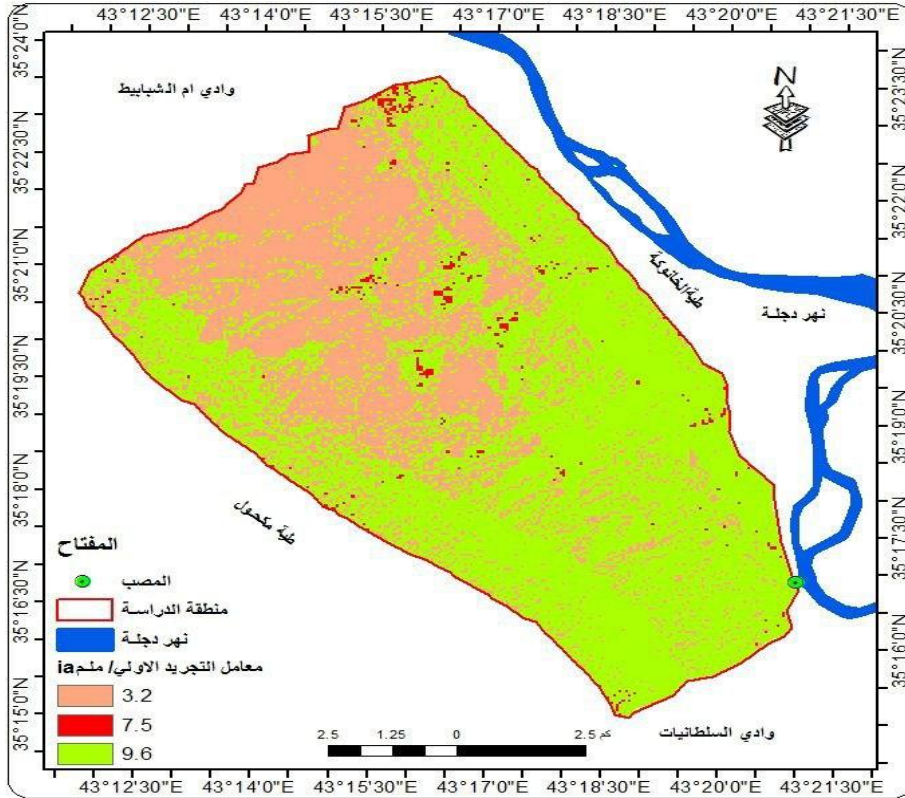 43°12'30"E 43°14'0"E 43°15'30"E 43°17'0"E 43°18'30"E 43°20'0"E 43°21'30"E
35°24'0"N
35°22'30"N
35°21'0"N
35°19'30"N
35°18'0"N
35°16'30"N
35°15'0"N
35°23'30"N
35°22'0"N
35°20'30"N
35°19'0"N
35°17'30"N
35°16'0"N
N
وادي ام الشبابيط
طية الخانوكة
نهر دجلة
طية مكحول
وادي السلطانيات
المفتاح
المصب
منطقة الدراسة
نهر دجلة
معامل التجريد الاولي/ ملم ia
3.2
7.5
9.6
2.5 1.25 0 2.5 كم
43°12'30"E 43°14'0"E 43°15'30"E 43°17'0"E 43°18'30"E 43°20'0"E 43°21'30"E